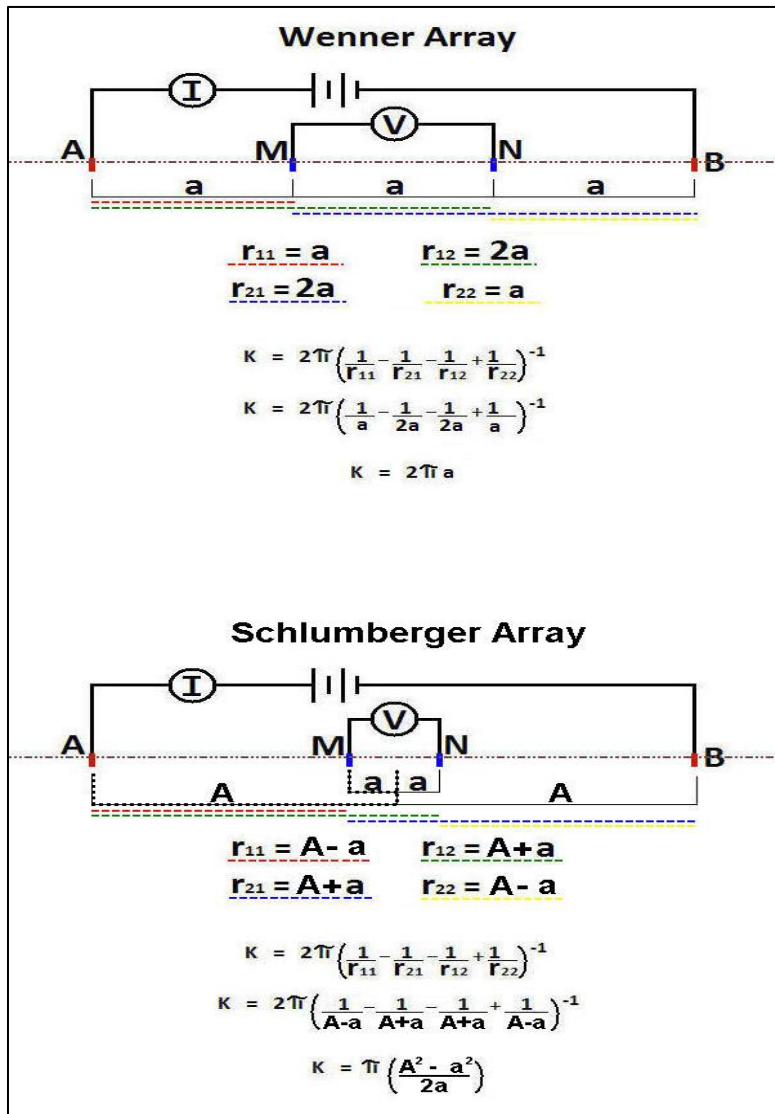 Wenner Array
I
V
A M N B
a a a
r₁₁ = a r₁₂ = 2a
r₂₁ = 2a r₂₂ = a
K = 2π(1/r₁₁ - 1/r₂₁ - 1/r₁₂ + 1/r₂₂)⁻¹
K = 2π(1/a - 1/2a - 1/2a + 1/a)⁻¹
K = 2πa
Schlumberger Array
I
V
A M N B
a a
A A
r₁₁ = A- a r₁₂ = A+a
r₂₁ = A+a r₂₂ = A- a
K = 2π(1/r₁₁ - 1/r₂₁ - 1/r₁₂ + 1/r₂₂)⁻¹
K = 2π(1/A-a - 1/A+a - 1/A+a + 1/A-a)⁻¹
K = π(A² - a²/2a)